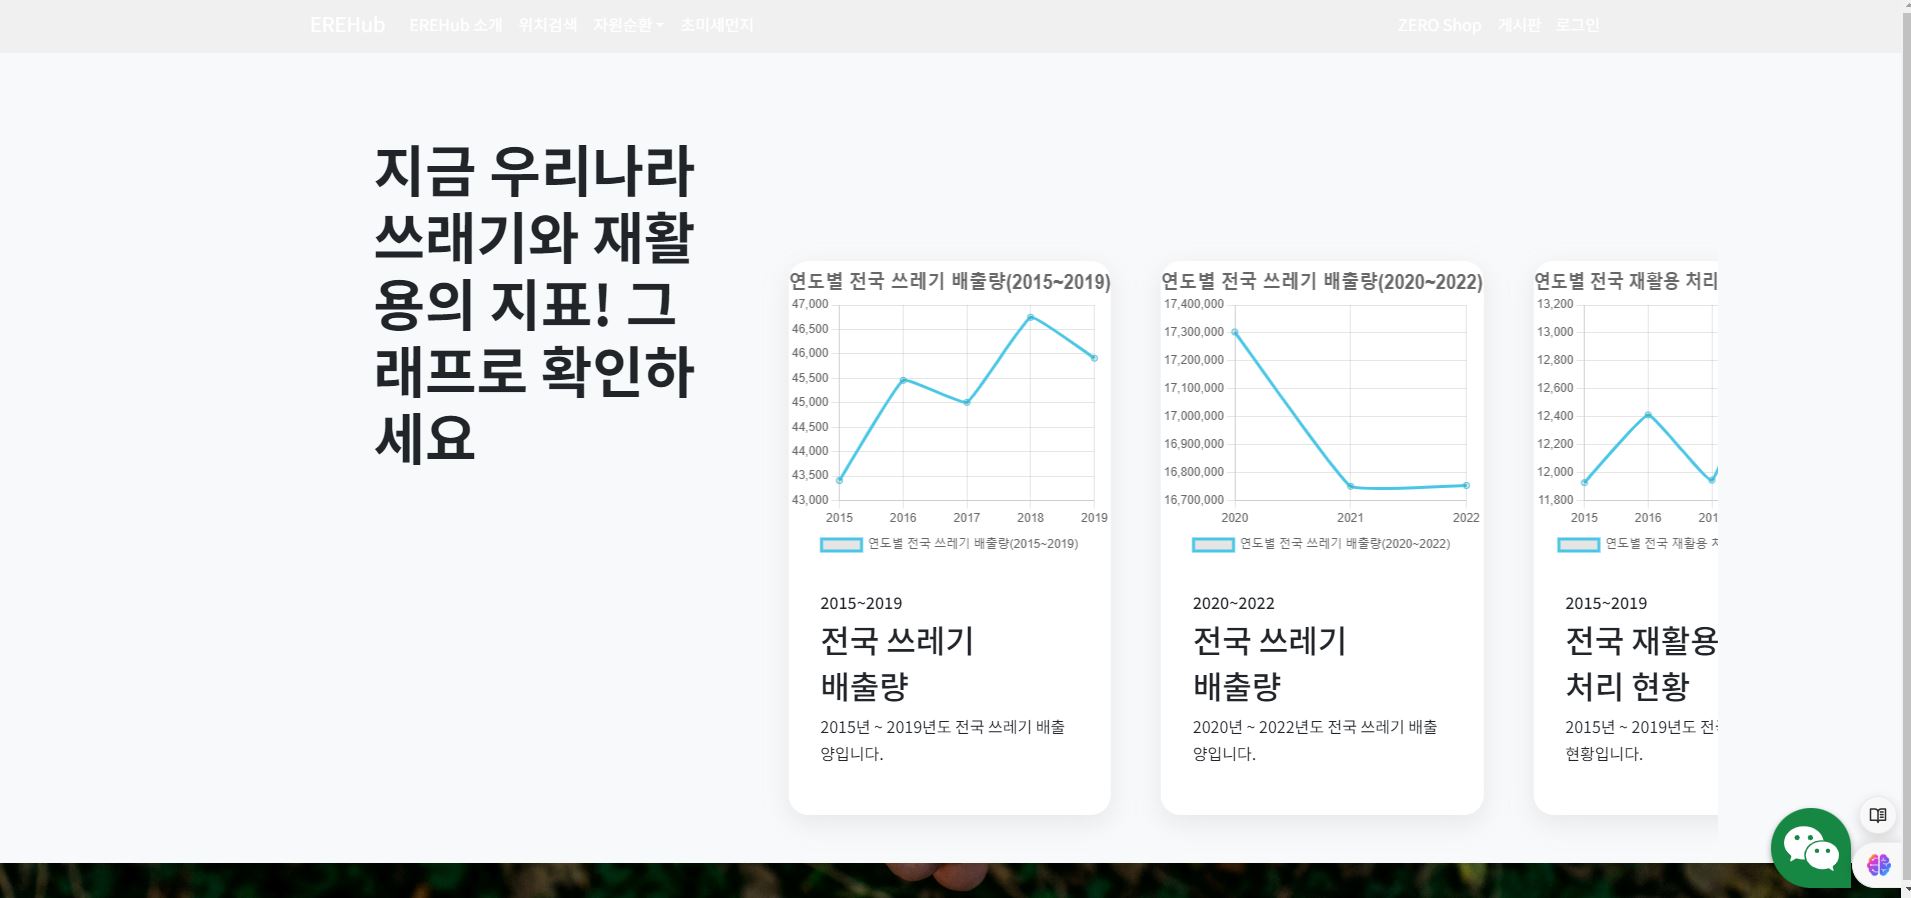 EREHub EREHub 소개 위치검색 자원순환 초미세먼지 ZERO Shop 게시판 로그인
지금 우리나라
쓰래기와 재활
용의 지표! 그
래프로 확인하
세요
연도별 전국 쓰레기 배출량(2015~2019)
47,000
46,500
46,000
45,500
45,000
44,500
44,000
43,500
43,000
2015 2016 2017 2018 2019
연도별 전국 쓰레기 배출량(2015~2019)
2015~2019
전국 쓰레기
배출량
2015년 ~ 2019년도 전국 쓰레기 배출
양입니다.
연도별 전국 쓰레기 배출량(2020~2022)
17,400,000
17,300,000
17,200,000
17,100,000
17,000,000
16,900,000
16,800,000
16,700,000
2020 2021 2022
연도별 전국 쓰레기 배출량(2020~2022)
2020~2022
전국 쓰레기
배출량
2020년 ~ 2022년도 전국 쓰레기 배출
양입니다.
연도별 전국 재활용 처리
13,200
13,000
12,800
12,600
12,400
12,200
12,000
11,800
2015 2016
연도별 전국 재활용
2015~2019
전국 재활용
처리 현황
2015년 ~ 2019년도
현황입니다.